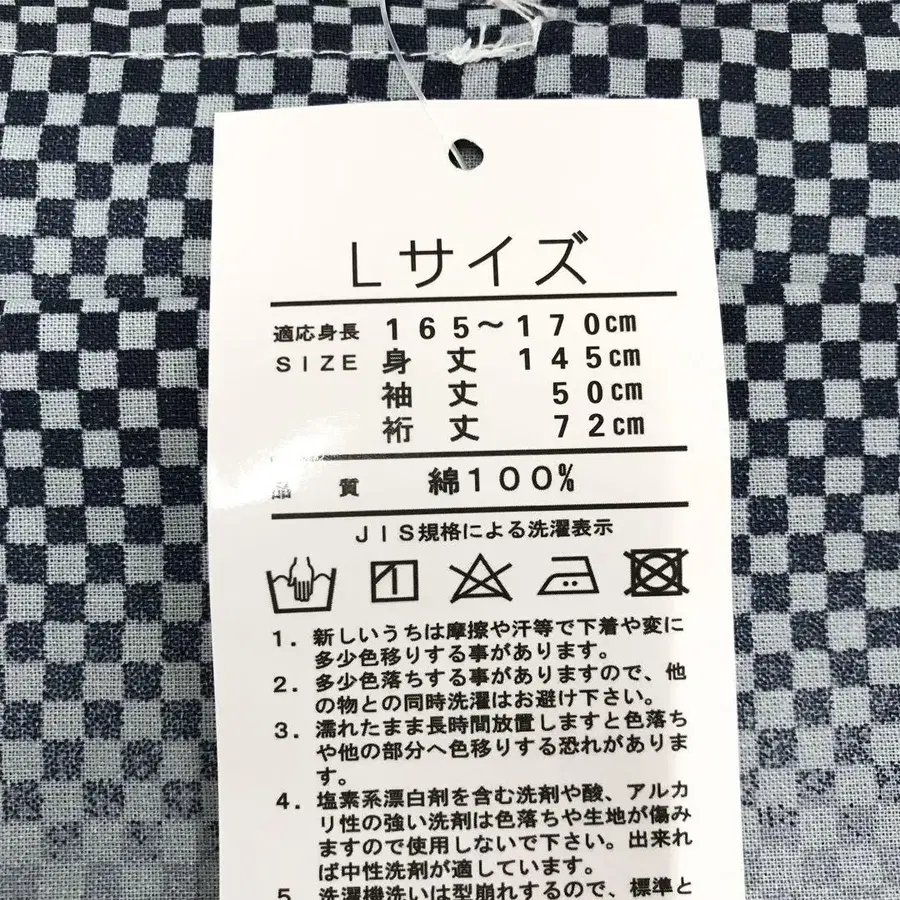 Lサイズ
適応身長 165～170cm
SIZE 身丈 145cm
袖丈 50cm
裄丈 72cm
品質 綿100%
JIS規格による洗濯表示
1. 新しいうちは摩擦や汗等で下着や変に
多少色移りする事があります。
2. 多少色落ちする事がありますので、他
の物との同時洗濯はお避け下さい。
3. 濡れたまま長時間放置しますと色落ち
や他の部分へ色移りする恐れがありま
す。
4. 塩素系漂白剤を含む洗剤や酸、アルカ
リ性の強い洗剤は色落ちや生地が傷み
ますので使用しないで下さい。出来れ
ば中性洗剤が適しています。
5. 洗濯機洗いは型崩れするので、標準と